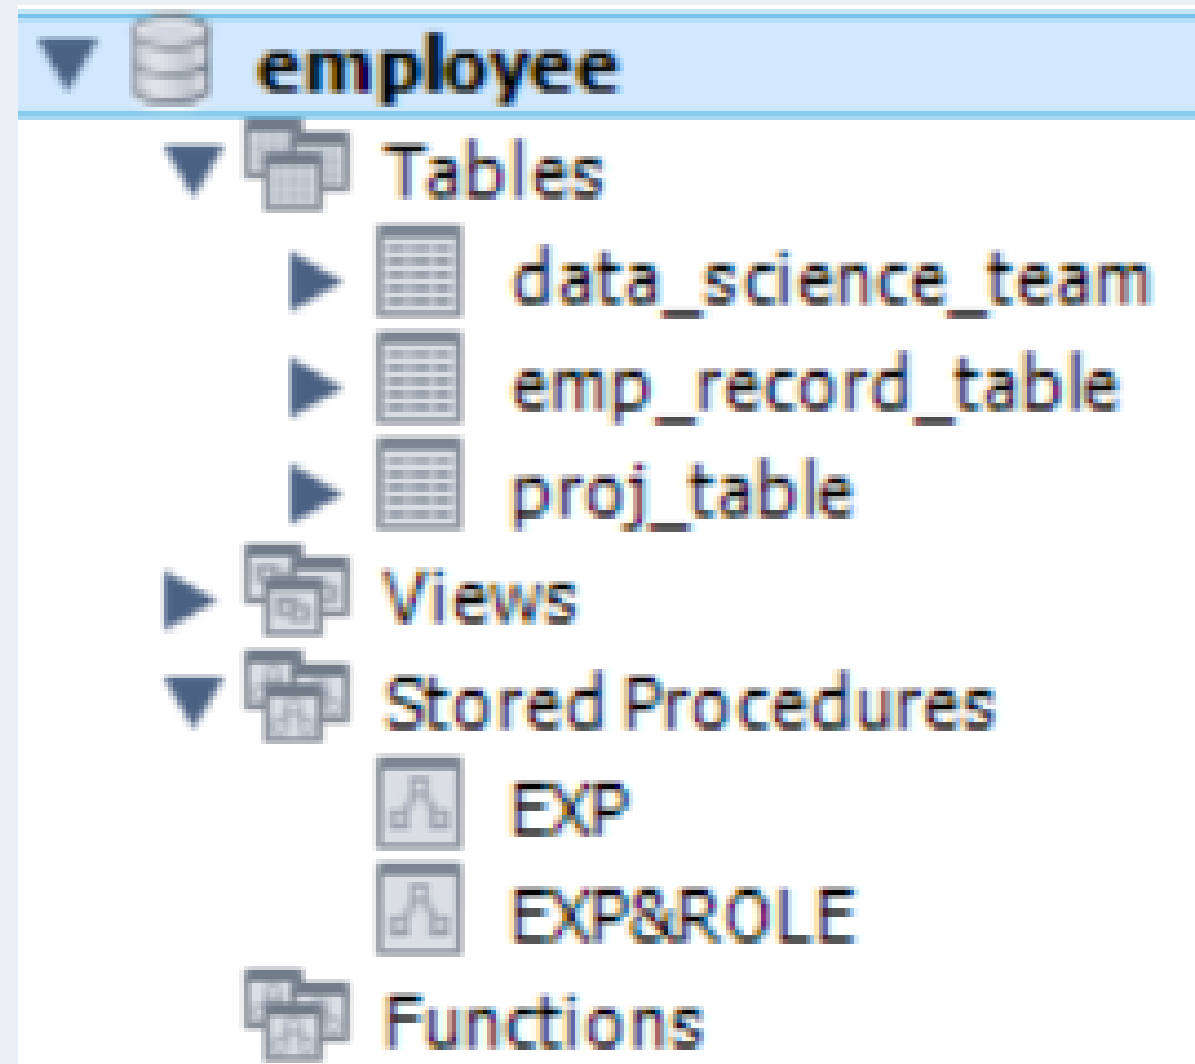 employee
Tables
data_science_team
emp_record_table
proj_table
Views
Stored Procedures
EXP
EXP&ROLE
Functions